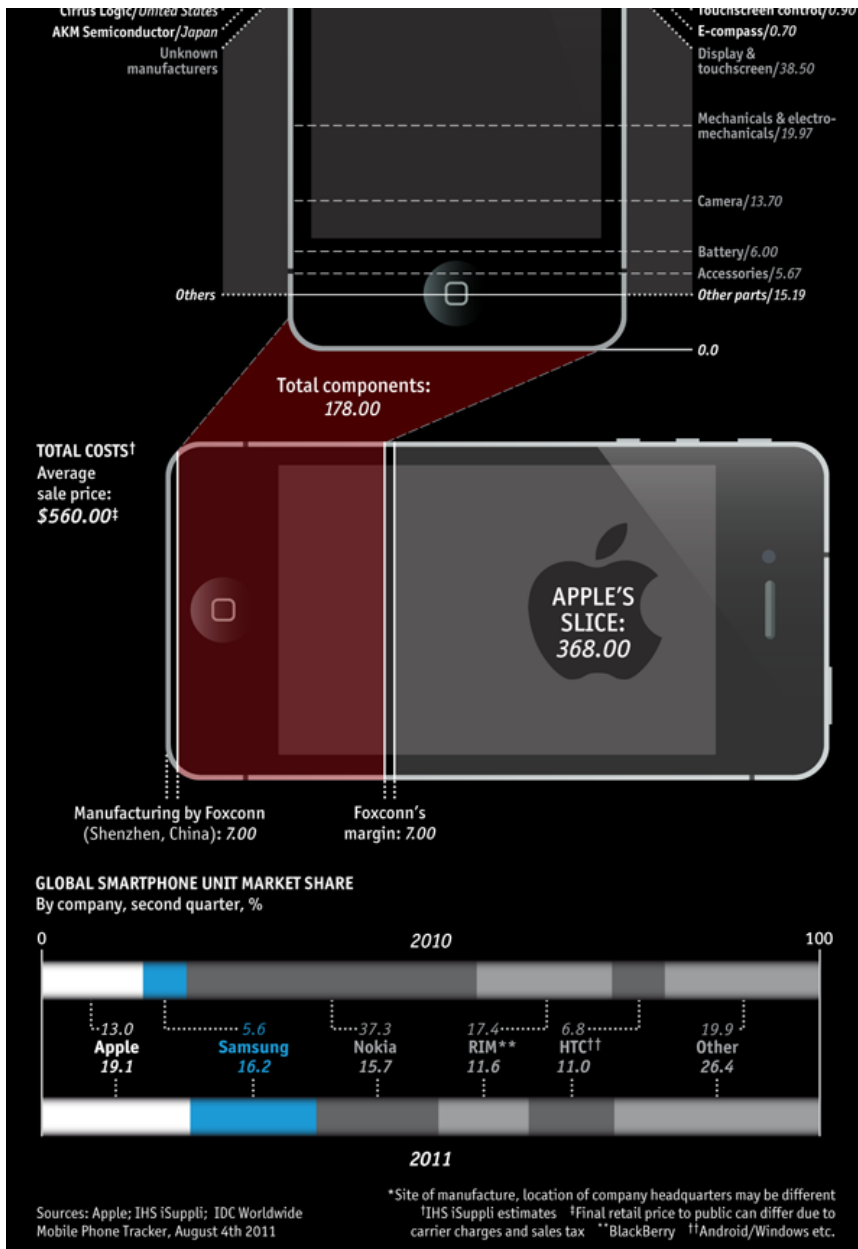 Cirrus Logic/United States
Touchscreen control/0.90
AKM Semiconductor/Japan
E-compass/0.70
Unknown
manufacturers
Display &
touchscreen/38.50
Mechanicals & electro-
mechanicals/19.97
Camera/13.70
Battery/6.00
Accessories/5.67
Others
Other parts/15.19
0.0
Total components:
178.00
TOTAL COSTS†
Average
sale price:
$560.00‡
APPLE'S
SLICE:
368.00
Manufacturing by Foxconn
(Shenzhen, China): 7.00
Foxconn's
margin: 7.00
GLOBAL SMARTPHONE UNIT MARKET SHARE
By company, second quarter, %
0 2010 100
13.0 5.6 37.3 17.4 6.8 19.9
Apple Samsung Nokia RIM** HTC†† Other
19.1 16.2 15.7 11.6 11.0 26.4
2011
Sources: Apple; IHS iSuppli; IDC Worldwide
Mobile Phone Tracker, August 4th 2011
*Site of manufacture, location of company headquarters may be different
†IHS iSuppli estimates ‡Final retail price to public can differ due to
carrier charges and sales tax **BlackBerry ††Android/Windows etc.